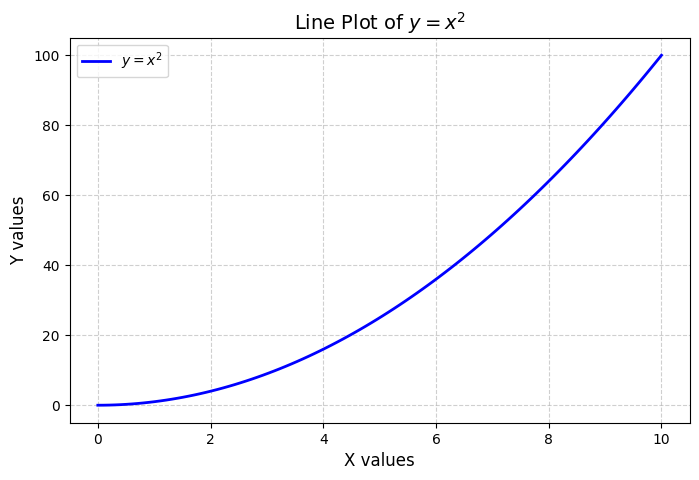 Line Plot of y = x²
y = x²
100
80
60
40
20
0
Y values
0 2 4 6 8 10
X values